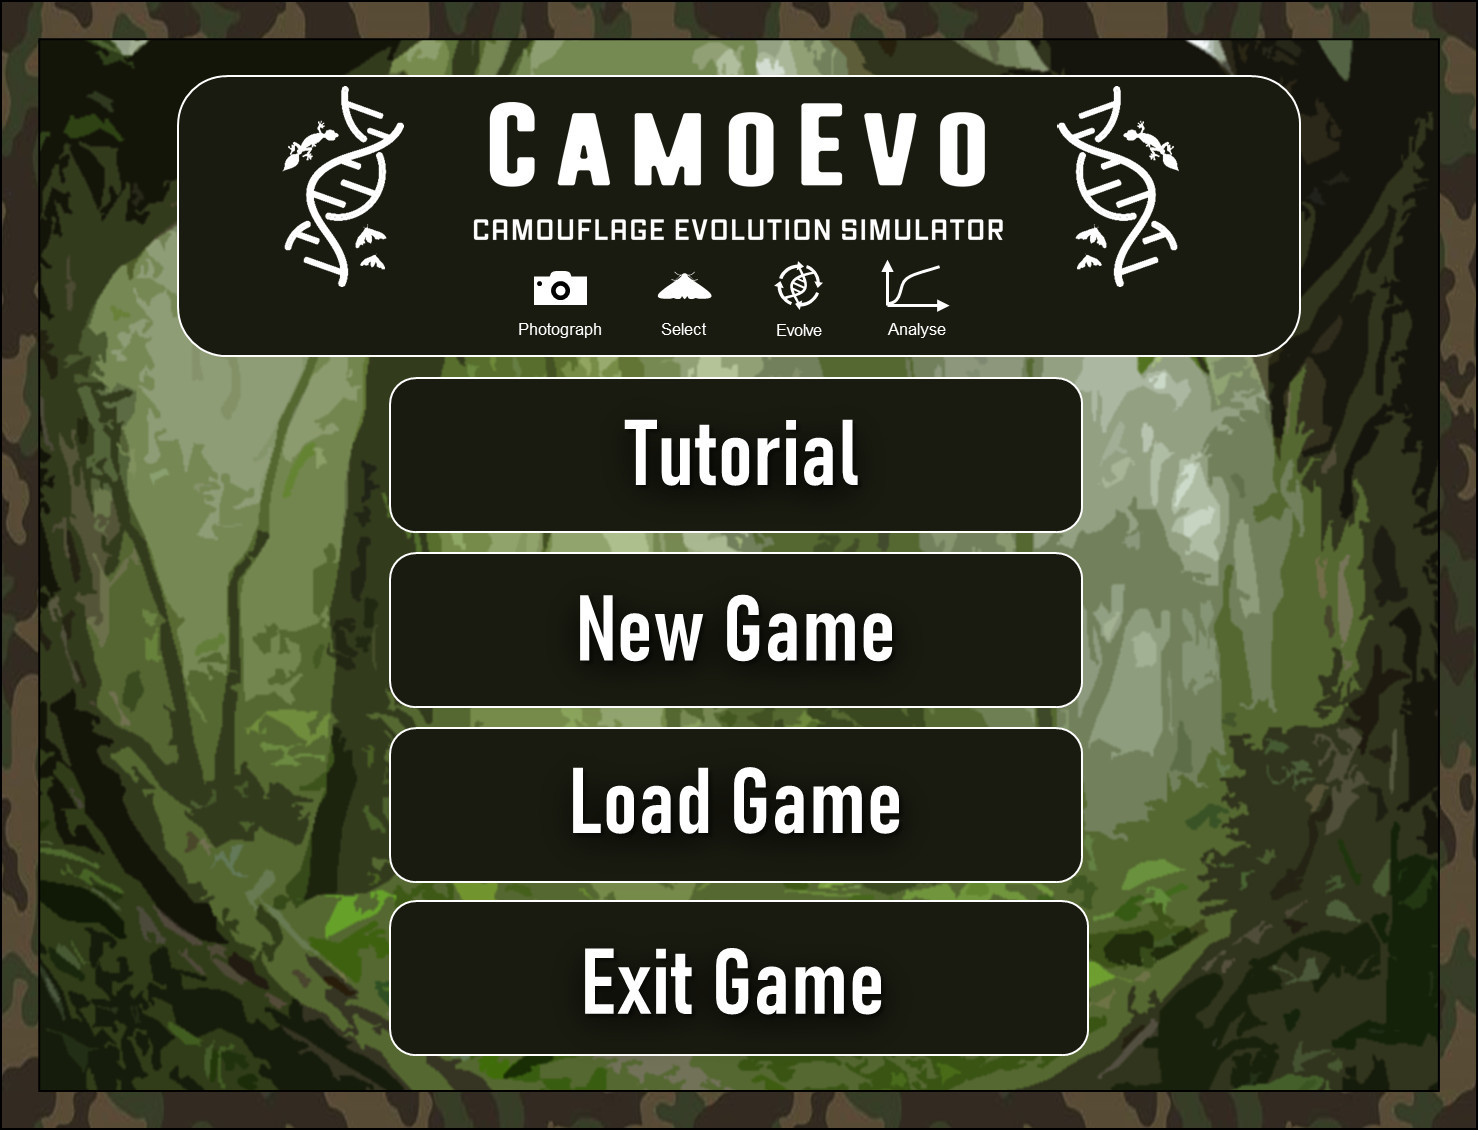 CAMOEVO
CAMOUFLAGE EVOLUTION SIMULATOR
Photograph Select Evolve Analyse
Tutorial
New Game
Load Game
Exit Game